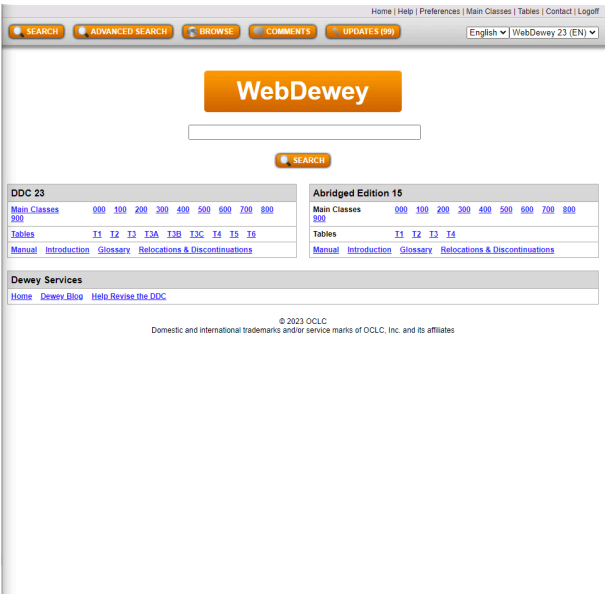 Home | Help | Preferences | Main Classes | Tables | Contact | Logoff
SEARCH ADVANCED SEARCH BROWSE COMMENTS UPDATES (99) English WebDewey 23 (EN)
WebDewey
SEARCH
DDC 23
Main Classes 000 100 200 300 400 500 600 700 800
900
Tables T1 T2 T3 T3A T3B T3C T4 T5 T6
Manual Introduction Glossary Relocations & Discontinuations
Abridged Edition 15
Main Classes 000 100 200 300 400 500 600 700 800
900
Tables T1 T2 T3 T4
Manual Introduction Glossary Relocations & Discontinuations
Dewey Services
Home Dewey Blog Help Revise the DDC
© 2023 OCLC
Domestic and international trademarks and/or service marks of OCLC, Inc. and its affiliates